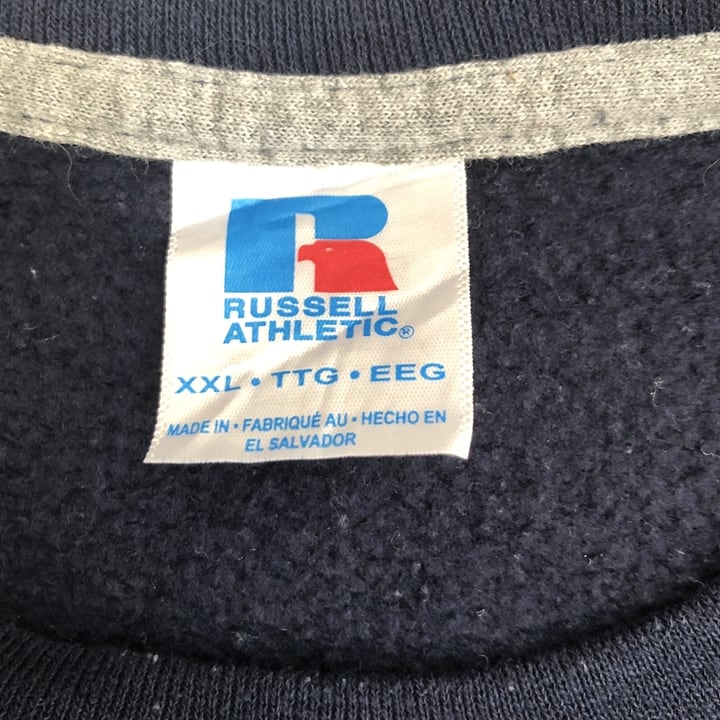 RUSSELL
ATHLETIC®
XXL • TTG • EEG
MADE IN • FABRIQUÉ AU • HECHO EN
EL SALVADOR